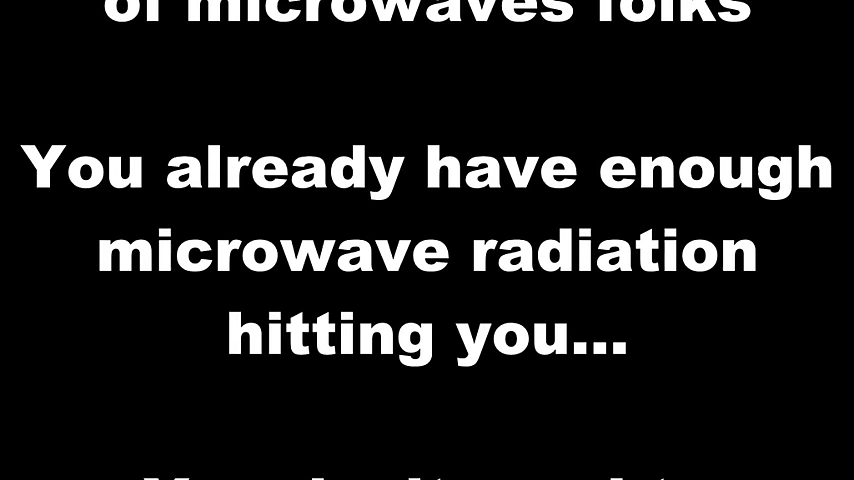 of microwaves folks
You already have enough
microwave radiation
hitting you...